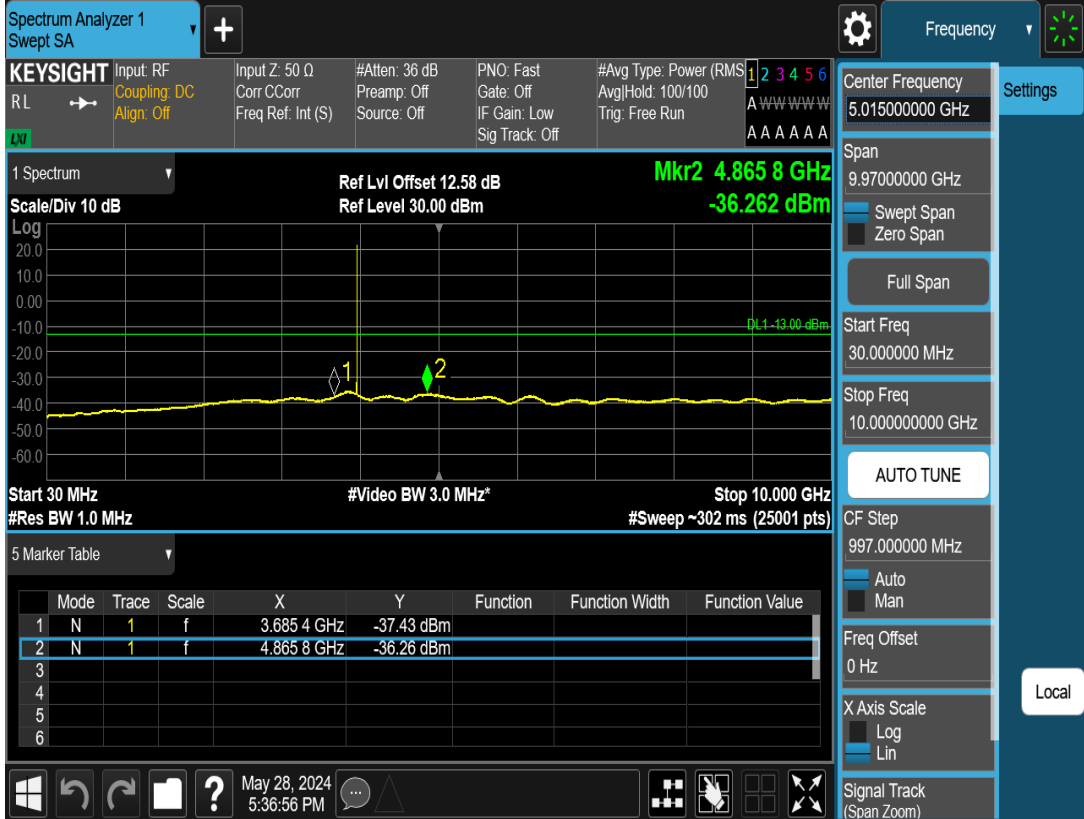 Spectrum Analyzer 1
Swept SA
+
Frequency
KEYSIGHT
RL
LXI
Input: RF
Coupling: DC
Align: Off
Input Z: 50 Ω
Corr CCorr
Freq Ref: Int (S)
#Atten: 36 dB
Preamp: Off
Source: Off
PNO: Fast
Gate: Off
IF Gain: Low
Sig Track: Off
#Avg Type: Power (RMS
Avg|Hold: 100/100
Trig: Free Run
1 2 3 4 5 6
A W W W W W
A A A A A A
1 Spectrum
Scale/Div 10 dB
Ref Lvl Offset 12.58 dB
Ref Level 30.00 dBm
Mkr2 4.865 8 GHz
-36.262 dBm
Log
20.0
10.0
0.00
-10.0
-20.0
-30.0
-40.0
-50.0
-60.0
DL1 -13.00 dBm
1
2
Start 30 MHz
#Res BW 1.0 MHz
#Video BW 3.0 MHz*
Stop 10.000 GHz
#Sweep ~302 ms (25001 pts)
5 Marker Table
Mode Trace Scale X Y Function Function Width Function Value
1 N 1 f 3.685 4 GHz -37.43 dBm
2 N 1 f 4.865 8 GHz -36.26 dBm
3
4
5
6
?
May 28, 2024
5:36:56 PM
Center Frequency
5.015000000 GHz
Span
9.97000000 GHz
Swept Span
Zero Span
Full Span
Start Freq
30.000000 MHz
Stop Freq
10.000000000 GHz
AUTO TUNE
CF Step
997.000000 MHz
Auto
Man
Freq Offset
0 Hz
X Axis Scale
Log
Lin
Signal Track
(Span Zoom)
Settings
Local